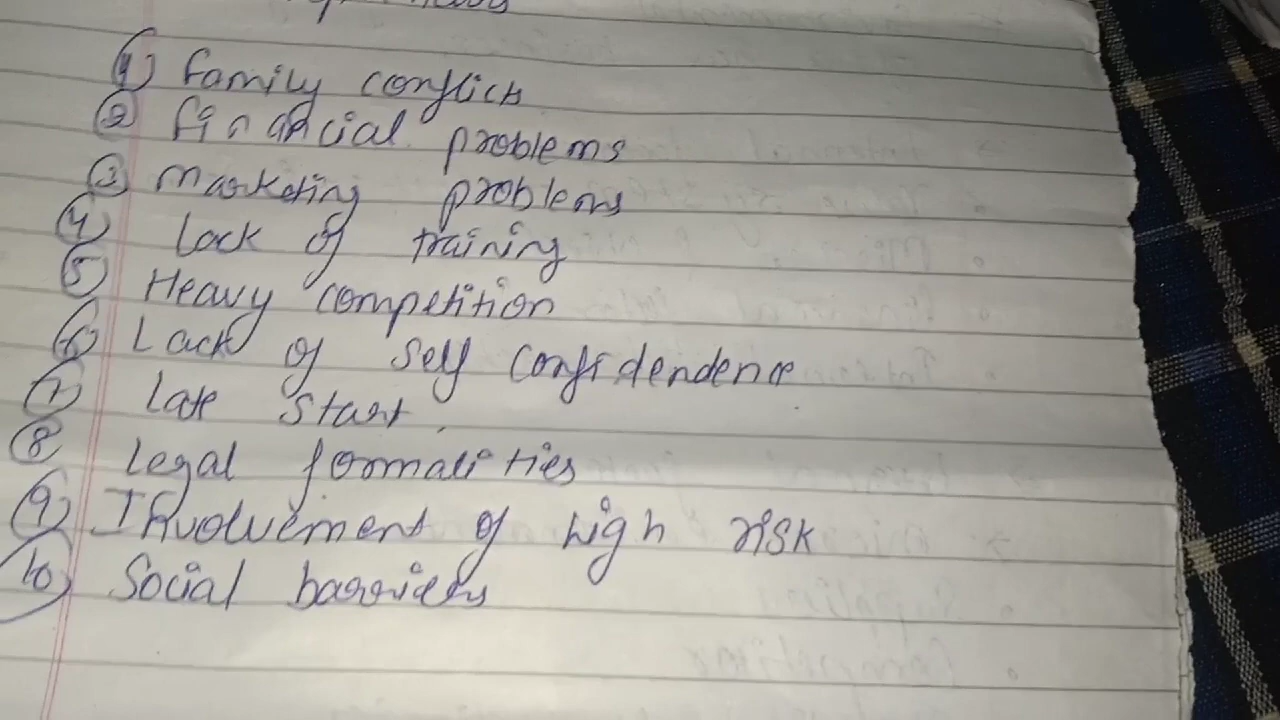 1) Family conflicts
2) Financial problems
3) Marketing problems
4) Lack of training
5) Heavy competition
6) Lack of self confidendence
7) Late start
8) Legal formalities
9) Involvement of high risk
10) Social barriers